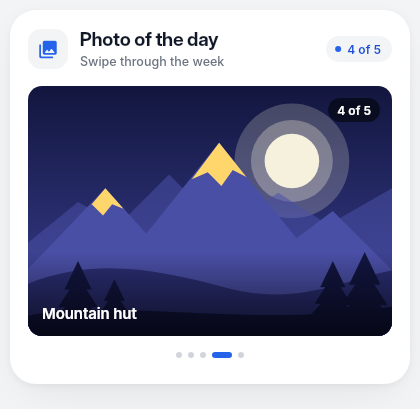 Photo of the day
Swipe through the week
4 of 5
4 of 5
Mountain hut